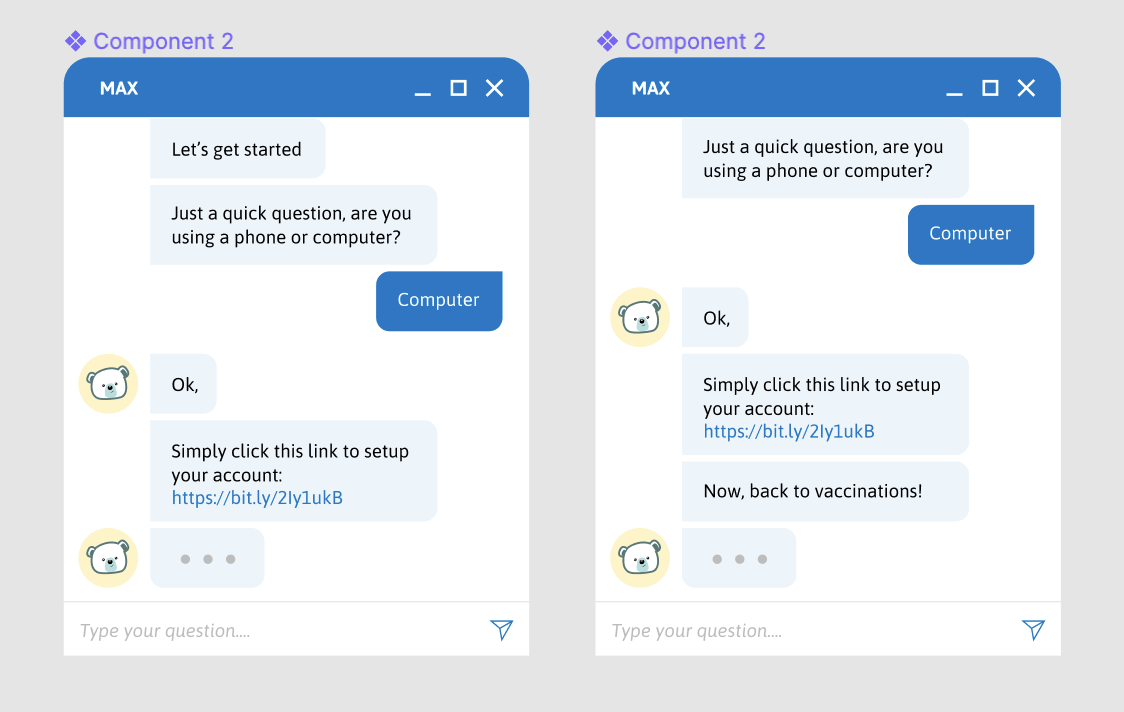 Component 2
MAX
Let's get started
Just a quick question, are you
using a phone or computer?
Computer
Ok,
Simply click this link to setup
your account:
https://bit.ly/2Iy1ukB
Type your question....
Component 2
MAX
Just a quick question, are you
using a phone or computer?
Computer
Ok,
Simply click this link to setup
your account:
https://bit.ly/2Iy1ukB
Now, back to vaccinations!
Type your question....